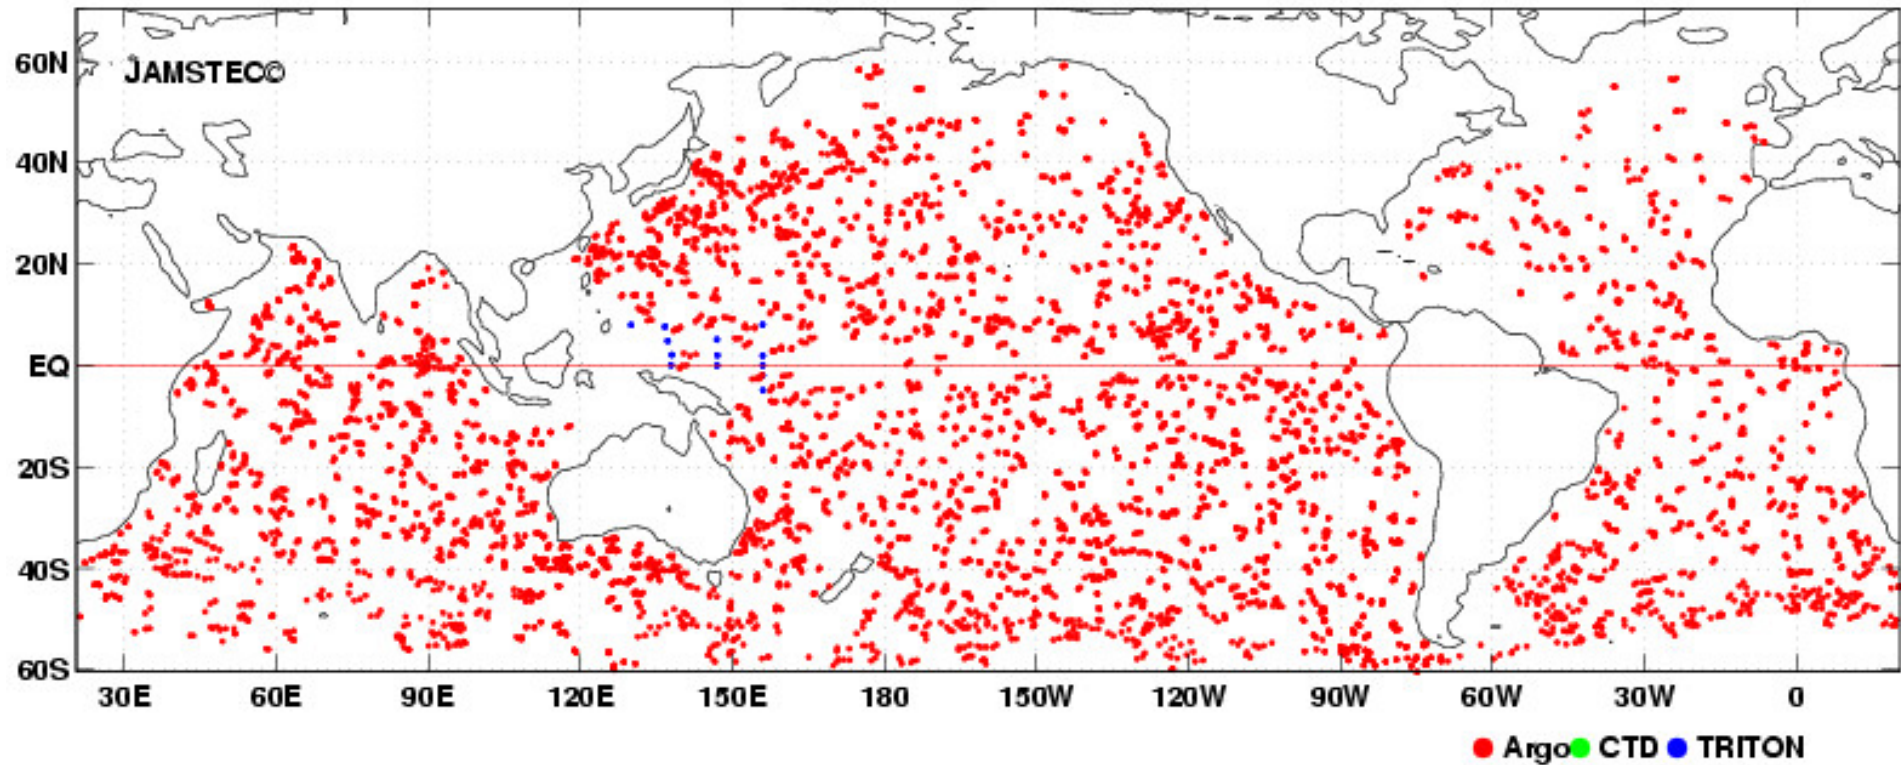 60N
JAMSTEC©
40N
20N
EQ
20S
40S
60S
30E 60E 90E 120E 150E 180 150W 120W 90W 60W 30W 0
Argo CTD TRITON